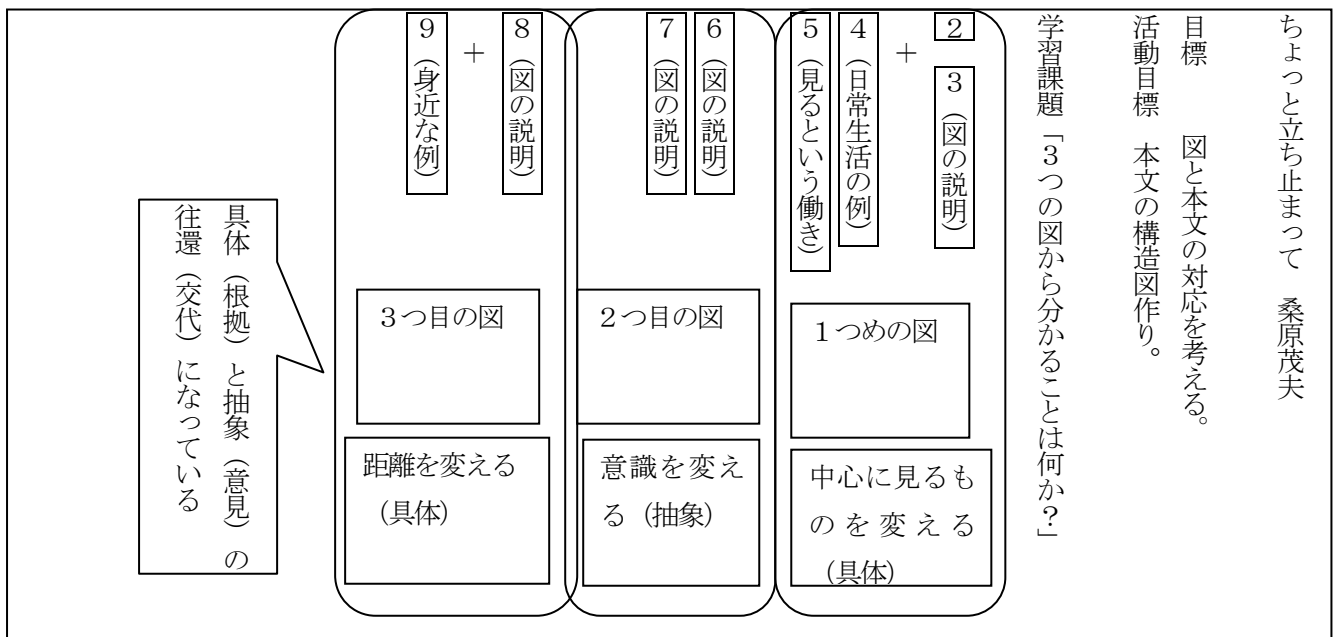 ちょっと立ち止まって　桑原茂夫
目標　　図と本文の対応を考える。
活動目標　本文の構造図作り。
学習課題「３つの図から分かることは何か？」
２　３（図の説明）
＋
４（日常生活の例）
５（見るという働き）
１つめの図
中心に見るも
のを変える
（具体）
６（図の説明）
７（図の説明）
２つ目の図
意識を変え
る（抽象）
８（図の説明）
＋
９（身近な例）
３つ目の図
距離を変える
（具体）
具体（根拠）と抽象（意見）の
往還（交代）になっている